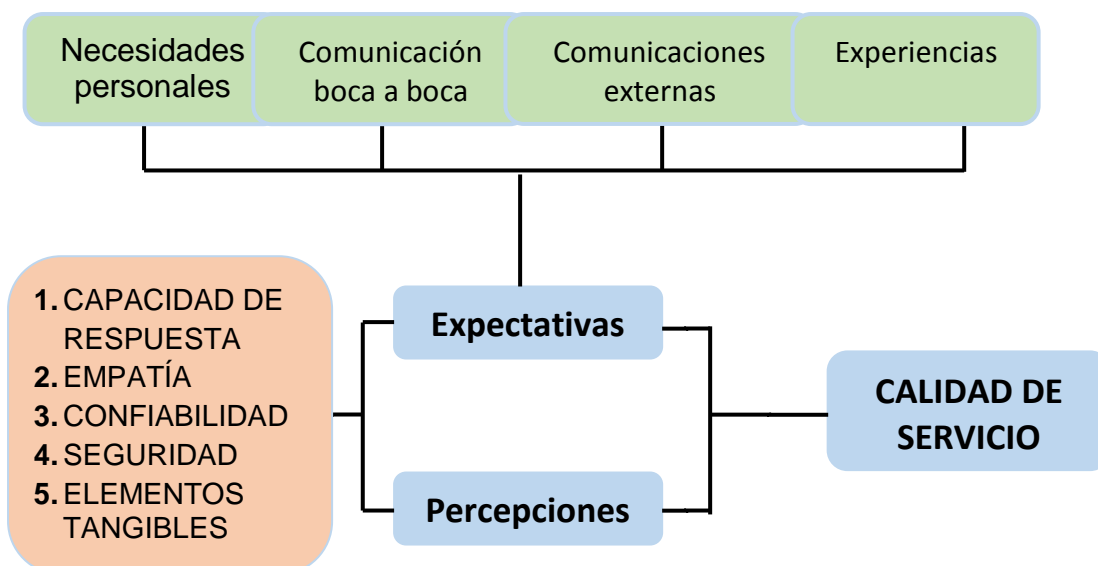 Necesidades
personales
Comunicación
boca a boca
Comunicaciones
externas
Experiencias
1. CAPACIDAD DE
RESPUESTA
2. EMPATÍA
3. CONFIABILIDAD
4. SEGURIDAD
5. ELEMENTOS
TANGIBLES
Expectativas
Percepciones
CALIDAD DE
SERVICIO